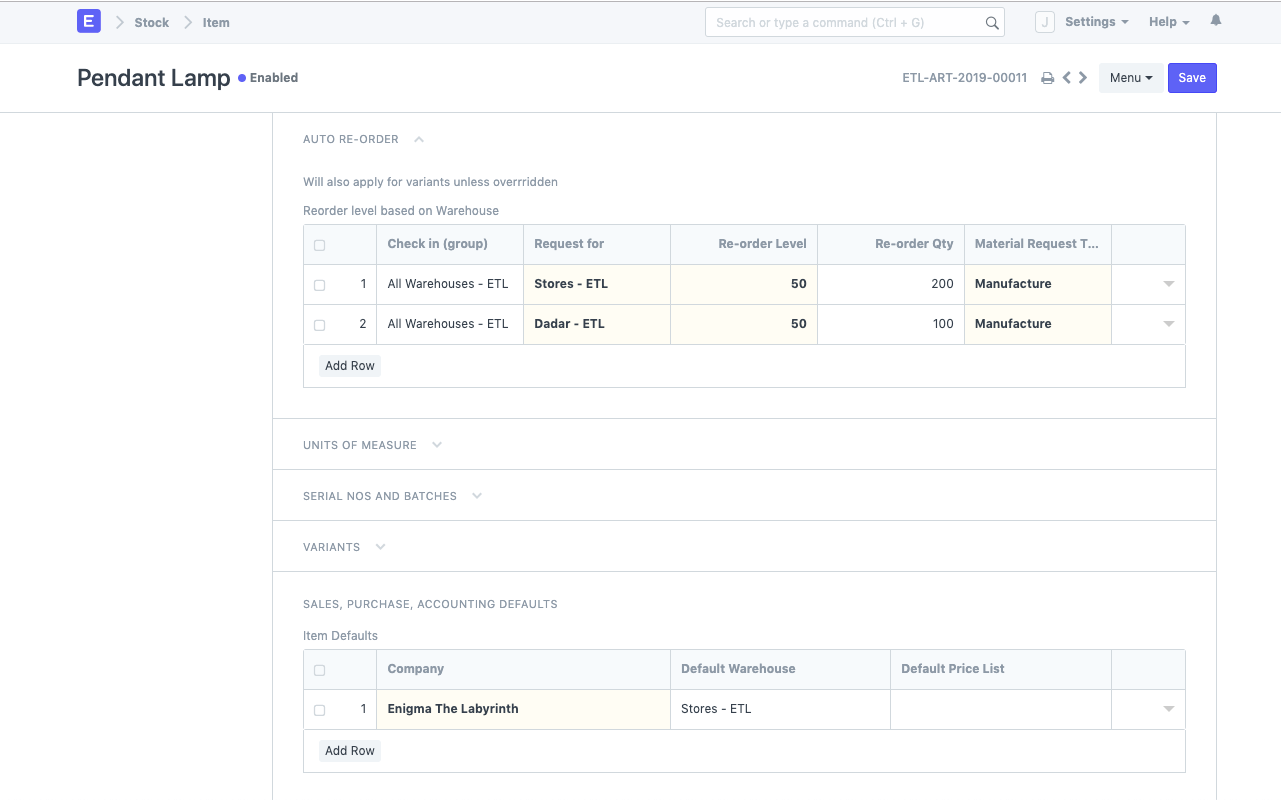 E Stock Item Search or type a command (Ctrl + G) J Settings Help
Pendant Lamp Enabled ETL-ART-2019-00011 Menu Save
AUTO RE-ORDER
Will also apply for variants unless overrridden
Reorder level based on Warehouse
Check in (group) Request for Re-order Level Re-order Qty Material Request T...
1 All Warehouses - ETL Stores - ETL 50 200 Manufacture
2 All Warehouses - ETL Dadar - ETL 50 100 Manufacture
Add Row
UNITS OF MEASURE
SERIAL NOS AND BATCHES
VARIANTS
SALES, PURCHASE, ACCOUNTING DEFAULTS
Item Defaults
Company Default Warehouse Default Price List
1 Enigma The Labyrinth Stores - ETL
Add Row